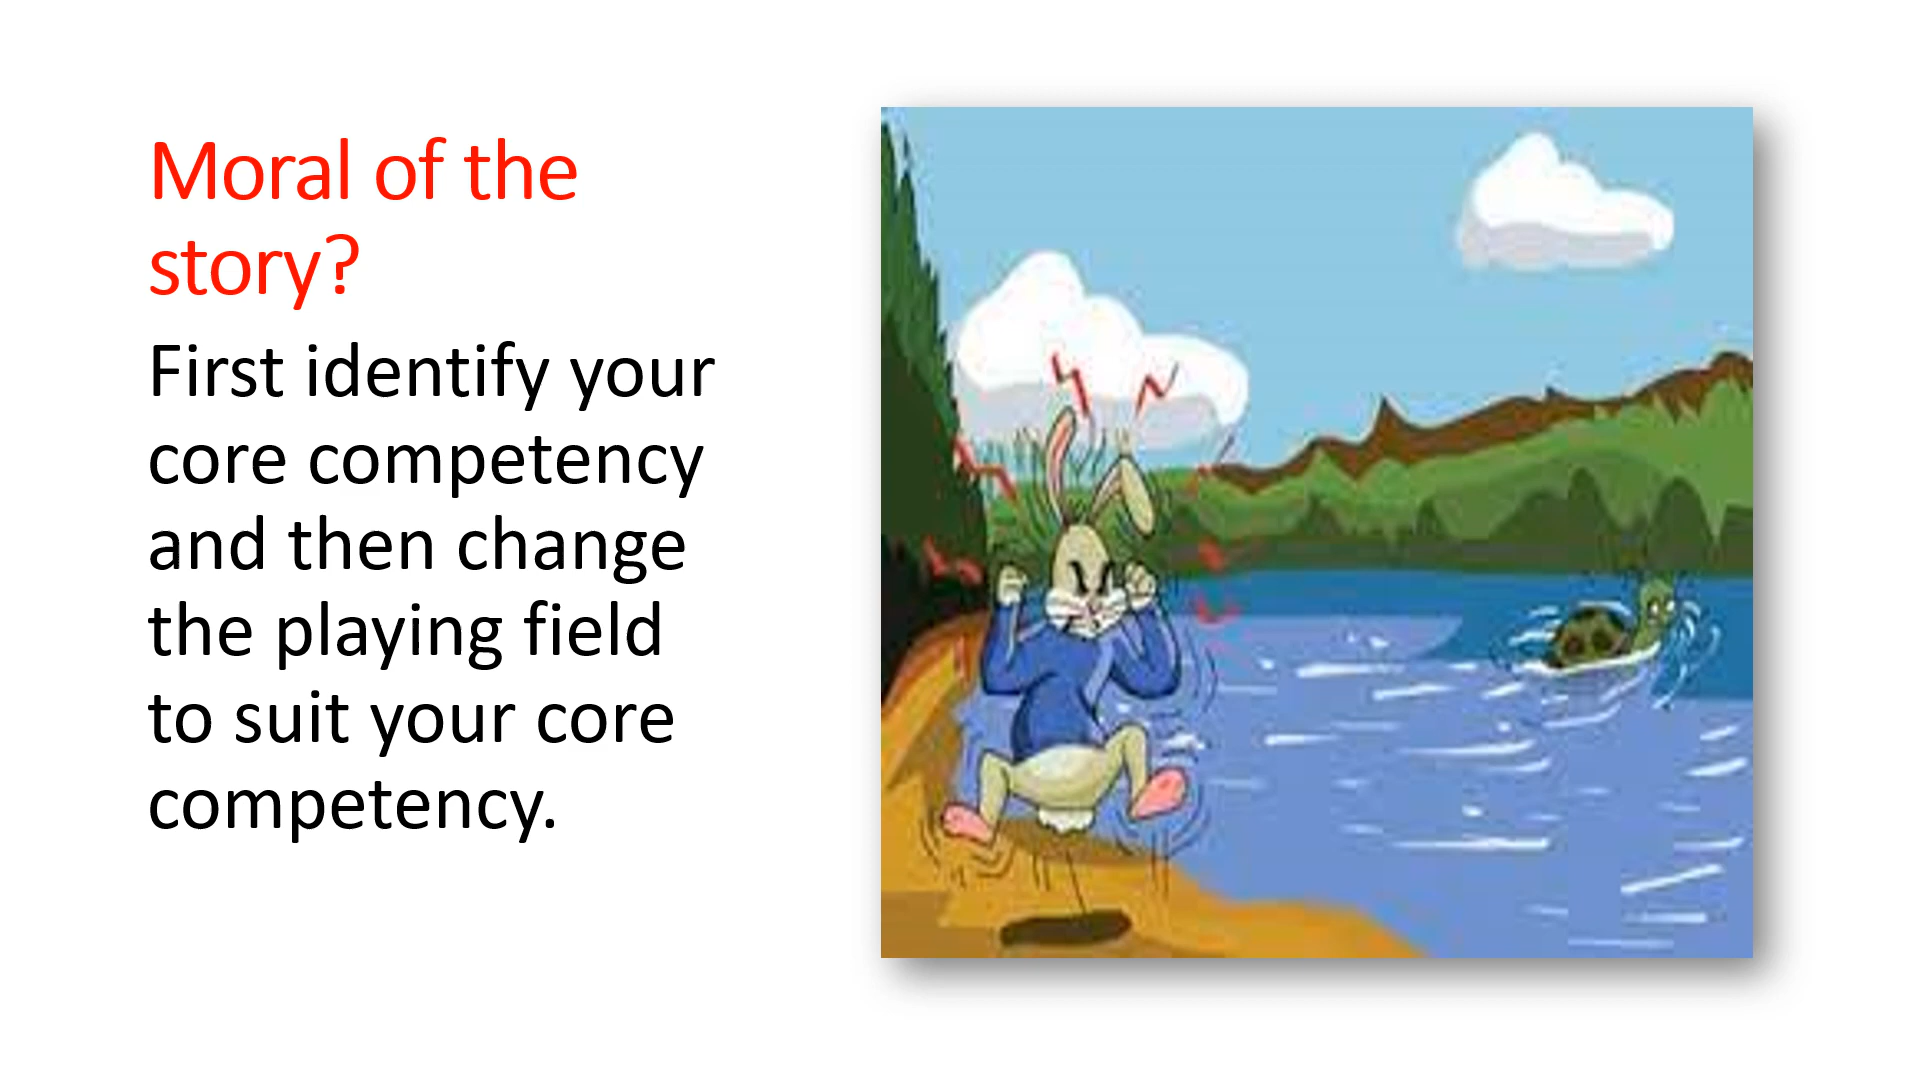 Moral of the
story?
First identify your
core competency
and then change
the playing field
to suit your core
competency.